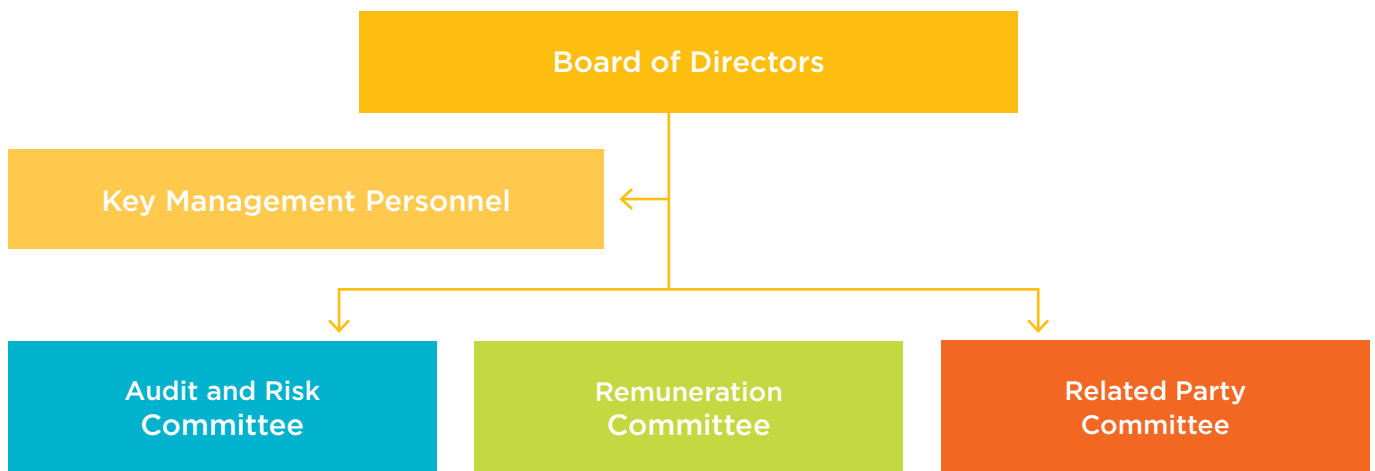 Board of Directors
Key Management Personnel
Audit and Risk
Committee
Remuneration
Committee
Related Party
Committee